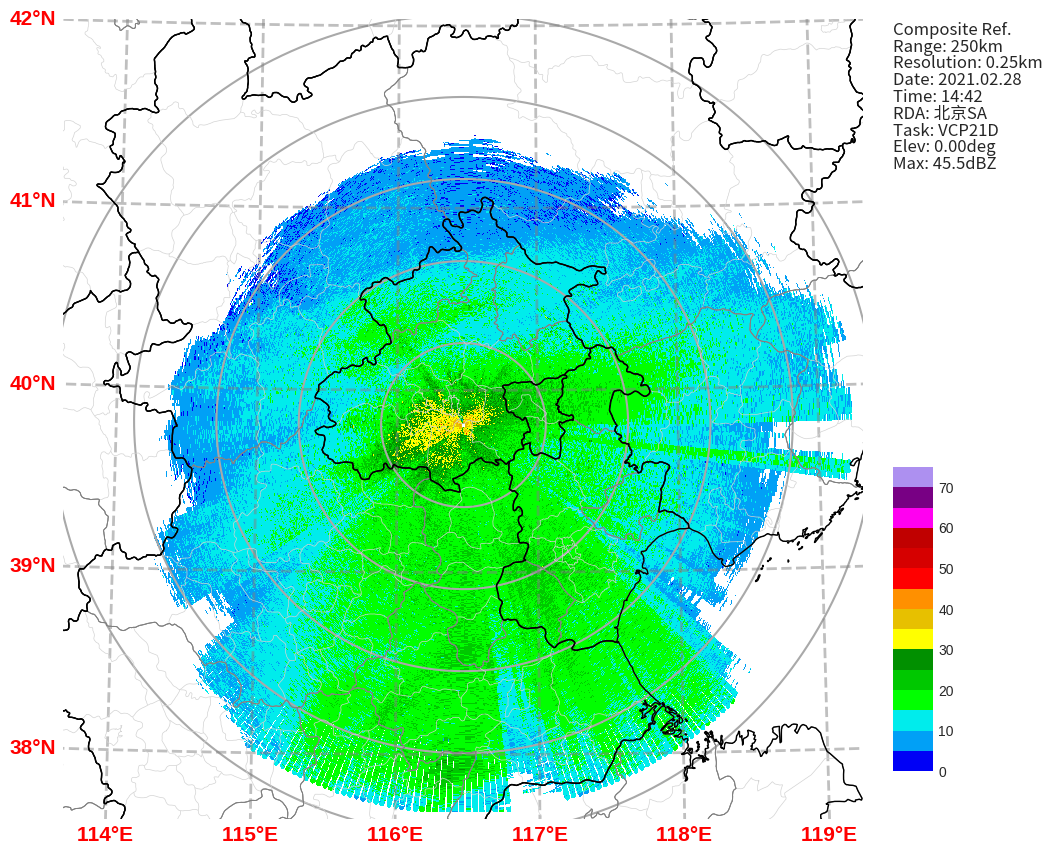 42°N
41°N
40°N
39°N
38°N
114°E
115°E
116°E
117°E
118°E
119°E
Composite Ref.
Range: 250km
Resolution: 0.25km
Date: 2021.02.28
Time: 14:42
RDA: 北京SA
Task: VCP21D
Elev: 0.00deg
Max: 45.5dBZ
70
60
50
40
30
20
10
0